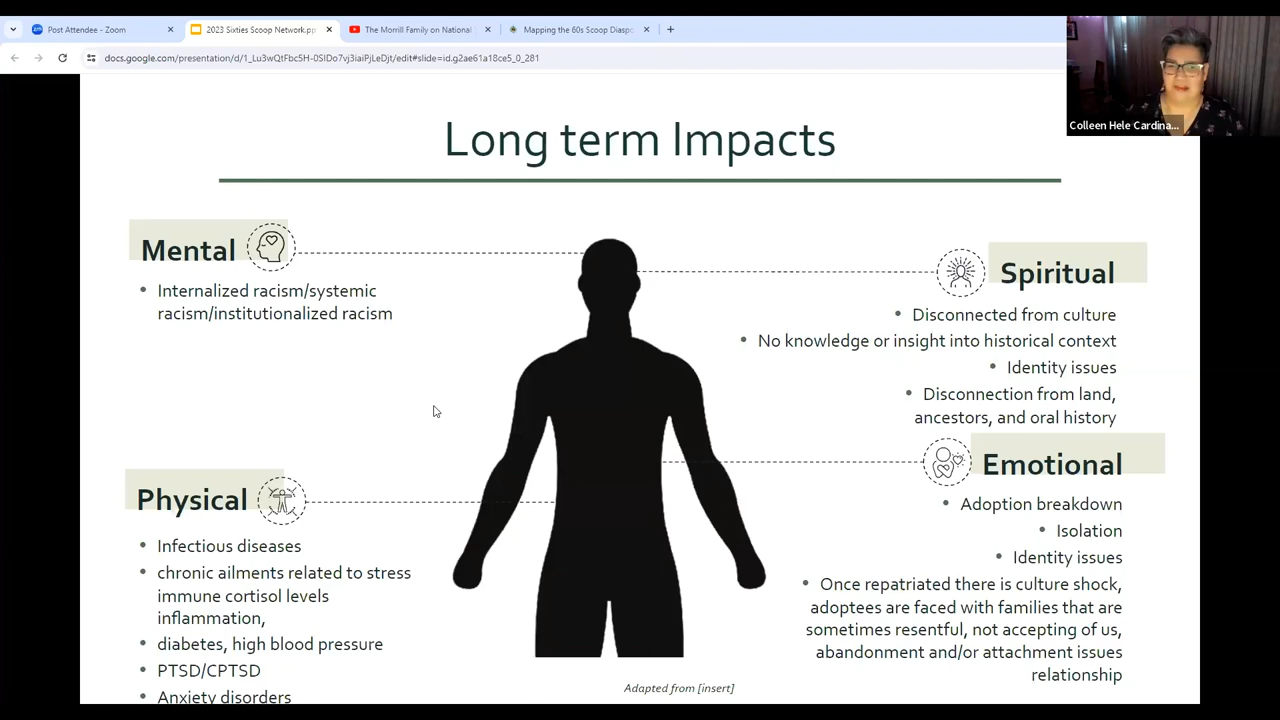 Post Attendee - Zoom
2023 Sixties Scoop Network.pp
The Morrill Family on National
Mapping the 60s Scoop Diaspo
docs.google.com/presentation/d/1_Lu3wQtFbc5H-0SIDo7vj3iaiPjLeDjt/edit#slide=id.g2ae61a18ce5_0_281
Colleen Hele Cardina...
Long term Impacts
Mental
• Internalized racism/systemic
racism/institutionalized racism
Physical
• Infectious diseases
• chronic ailments related to stress
immune cortisol levels
inflammation,
• diabetes, high blood pressure
• PTSD/CPTSD
• Anxiety disorders
Spiritual
• Disconnected from culture
• No knowledge or insight into historical context
• Identity issues
• Disconnection from land,
ancestors, and oral history
Emotional
• Adoption breakdown
• Isolation
• Identity issues
• Once repatriated there is culture shock,
adoptees are faced with families that are
sometimes resentful, not accepting of us,
abandonment and/or attachment issues
relationship
Adapted from [insert]